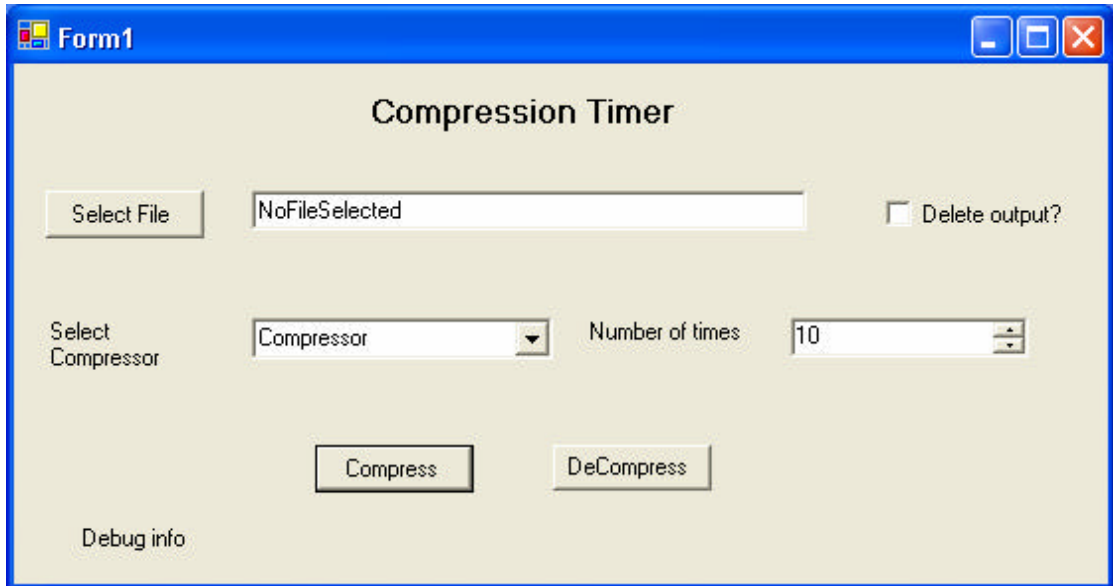 Form1
Compression Timer
Select File
NoFileSelected
Delete output?
Select
Compressor
Compressor
Number of times
10
Compress
DeCompress
Debug info